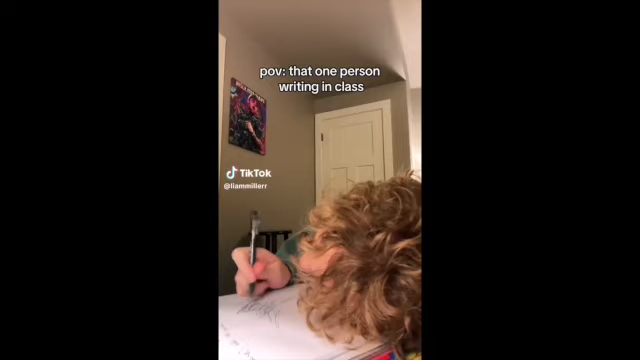 pov: that one person
writing in class
TikTok
@liammillerr